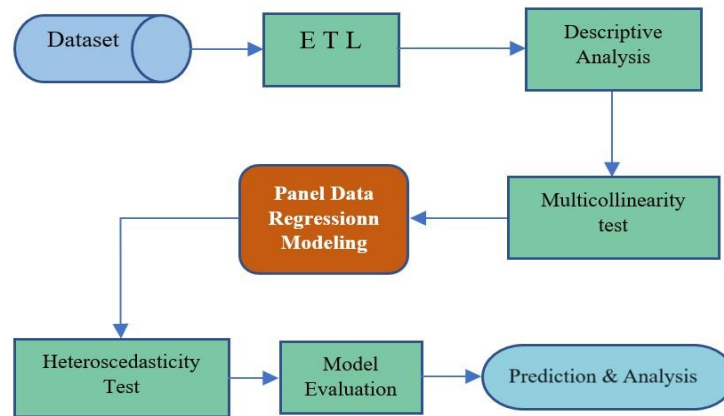 Dataset
E T L
Descriptive
Analysis
Multicollinearity
test
Panel Data
Regressionn
Modeling
Heteroscedasticity
Test
Model
Evaluation
Prediction & Analysis